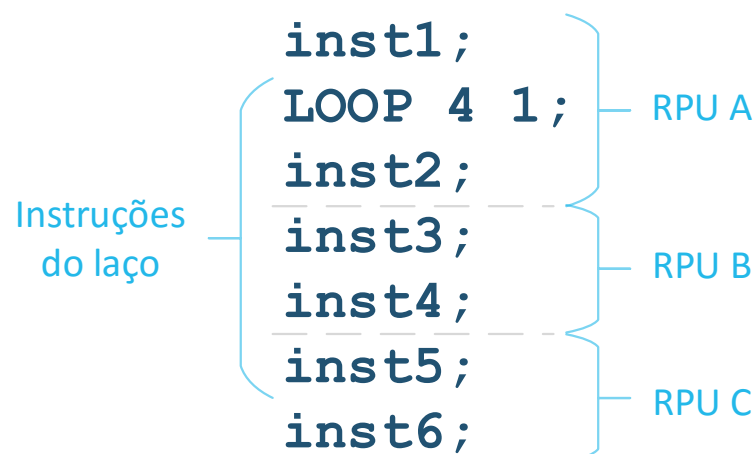 inst1;
LOOP 4 1;
RPU A
inst2;
Instruções
do laço
inst3;
RPU B
inst4;
inst5;
RPU C
inst6;